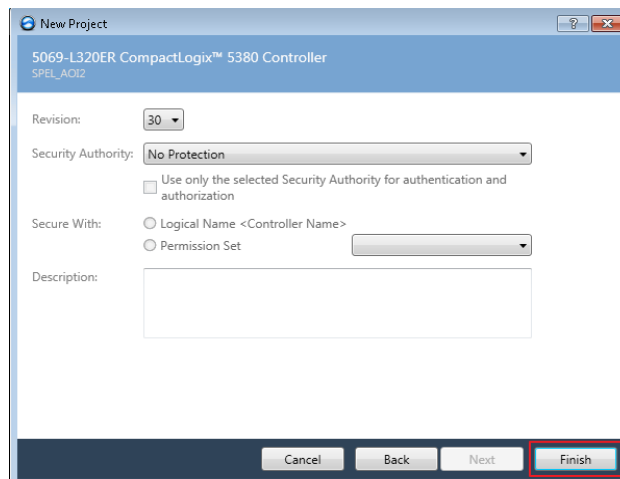 New Project
5069-L320ER CompactLogix™ 5380 Controller
SPEL_AOI2
Revision:
30
Security Authority:
No Protection
Use only the selected Security Authority for authentication and
authorization
Secure With:
Logical Name <Controller Name>
Permission Set
Description:
Cancel
Back
Next
Finish